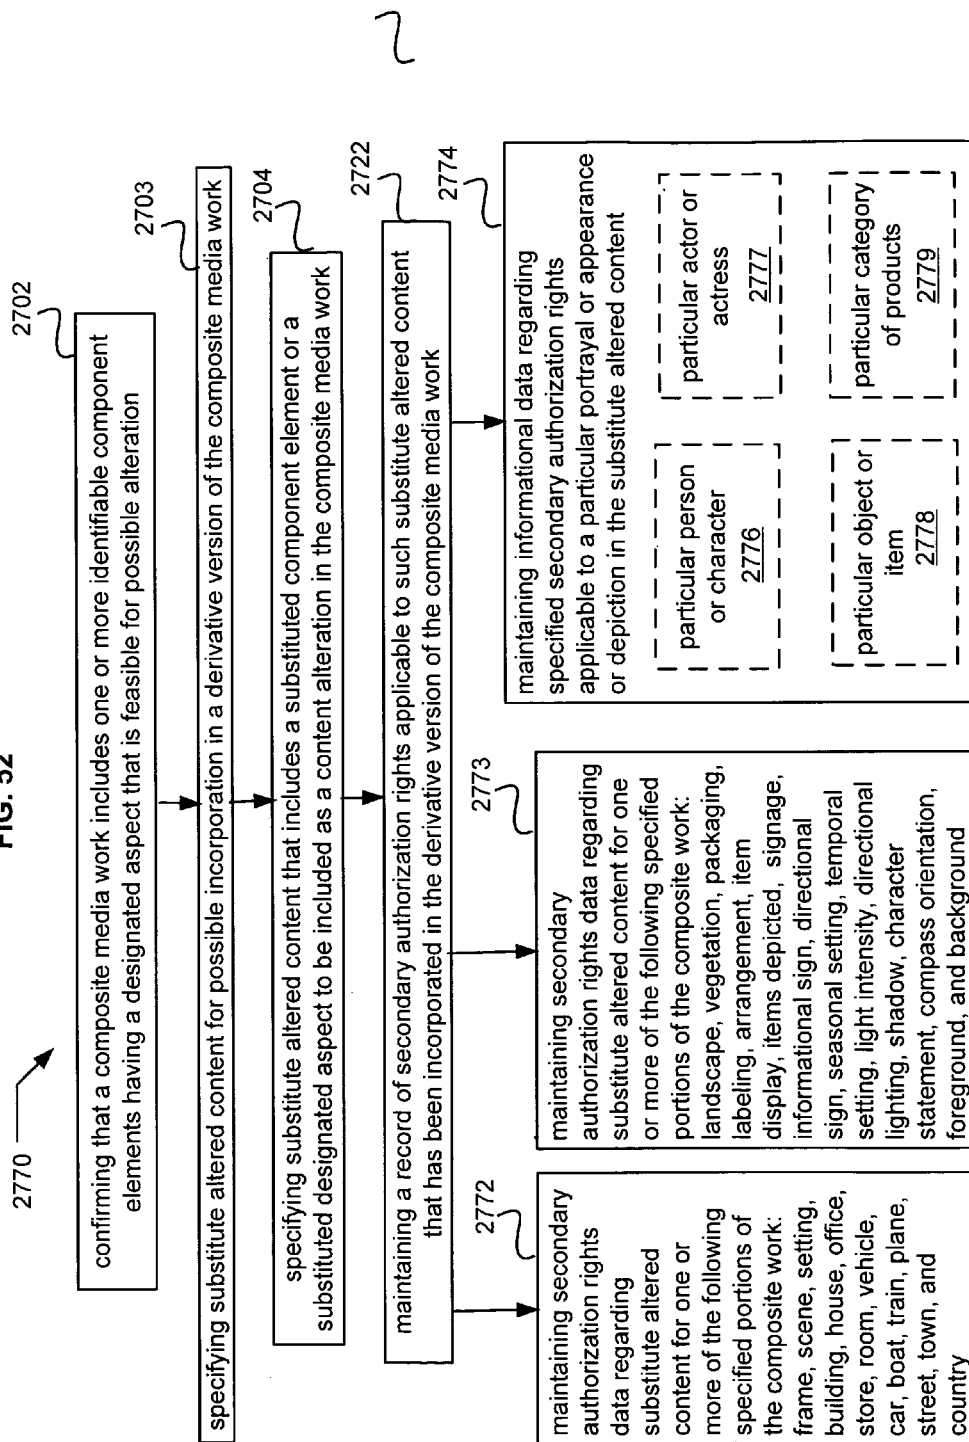 FIG. 52
2770
2702
confirming that a composite media work includes one or more identifiable component
elements having a designated aspect that is feasible for possible alteration
2703
specifying substitute altered content for possible incorporation in a derivative version of the composite media work
2704
specifying substitute altered content that includes a substituted component element or a
substituted designated aspect to be included as a content alteration in the composite media work
2722
maintaining a record of secondary authorization rights applicable to such substitute altered content
that has been incorporated in the derivative version of the composite media work
2772
maintaining secondary
authorization rights
data regarding
substitute altered
content for one or
more of the following
specified portions of
the composite work:
frame, scene, setting,
building, house, office,
store, room, vehicle,
car, boat, train, plane,
street, town, and
country
2773
maintaining secondary
authorization rights data regarding
substitute altered content for one
or more of the following specified
portions of the composite work:
landscape, vegetation, packaging,
labeling, arrangement, item
display, items depicted, signage,
informational sign, directional
sign, seasonal setting, temporal
setting, light intensity, directional
lighting, shadow, character
statement, compass orientation,
foreground, and background
2774
maintaining informational data regarding
specified secondary authorization rights
applicable to a particular portrayal or appearance
or depiction in the substitute altered content
particular person
or character
2776
particular actor or
actress
2777
particular object or
item
2778
particular category
of products
2779